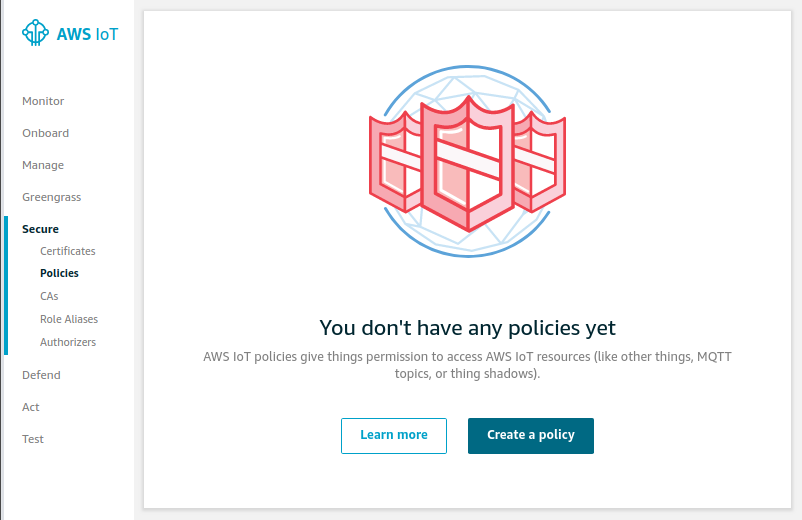 AWS IoT
Monitor
Onboard
Manage
Greengrass
Secure
Certificates
Policies
CAs
Role Aliases
Authorizers
Defend
Act
Test
You don't have any policies yet
AWS IoT policies give things permission to access AWS IoT resources (like other things, MQTT
topics, or thing shadows).
Learn more
Create a policy